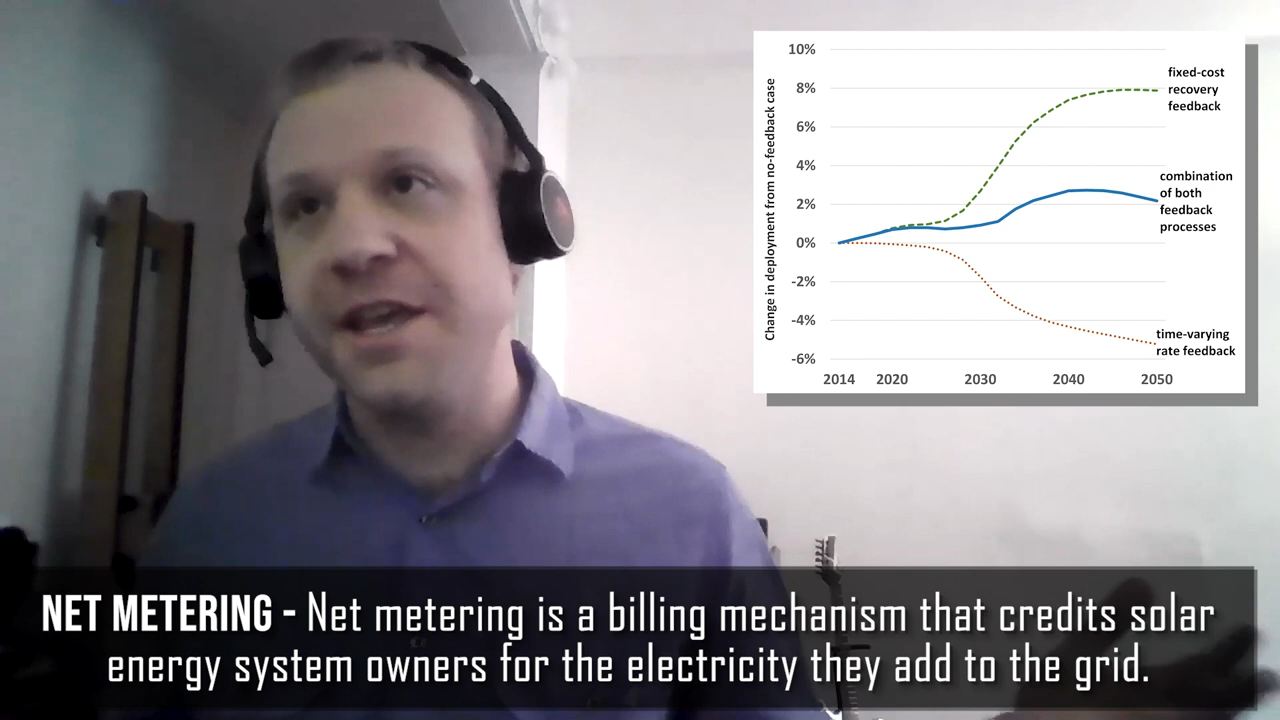 10%
8%
6%
4%
2%
0%
-2%
-4%
-6%
Change in deployment from no-feedback case
2014 2020 2030 2040 2050
fixed-cost
recovery
feedback
combination
of both
feedback
processes
time-varying
rate feedback
NET METERING - Net metering is a billing mechanism that credits solar
energy system owners for the electricity they add to the grid.